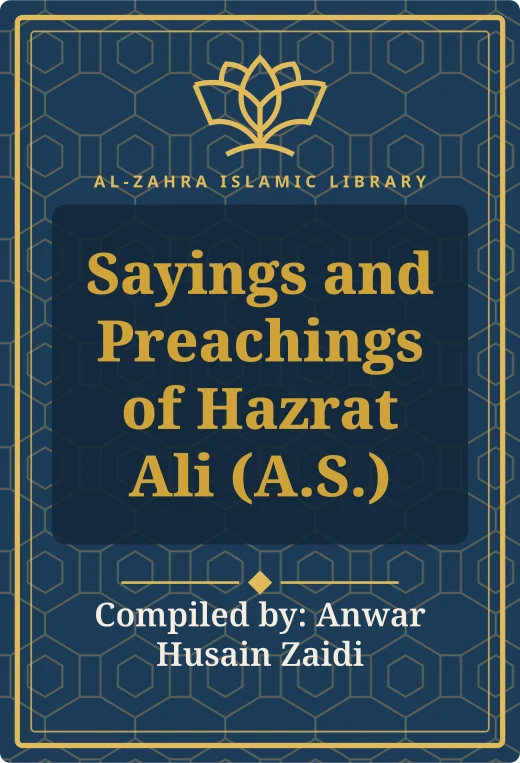 AL-ZAHRA ISLAMIC LIBRARY
Sayings and
Preachings
of Hazrat
Ali (A.S.)
Compiled by: Anwar
Husain Zaidi